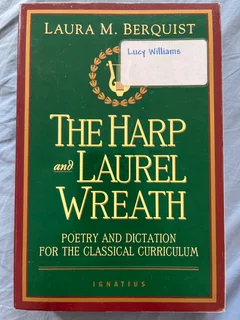 LAURA M. BERQUIST
Lucy Williams
THE HARP
and LAUREL
WREATH
POETRY AND DICTATION
FOR THE CLASSICAL CURRICULUM
IGNATIUS